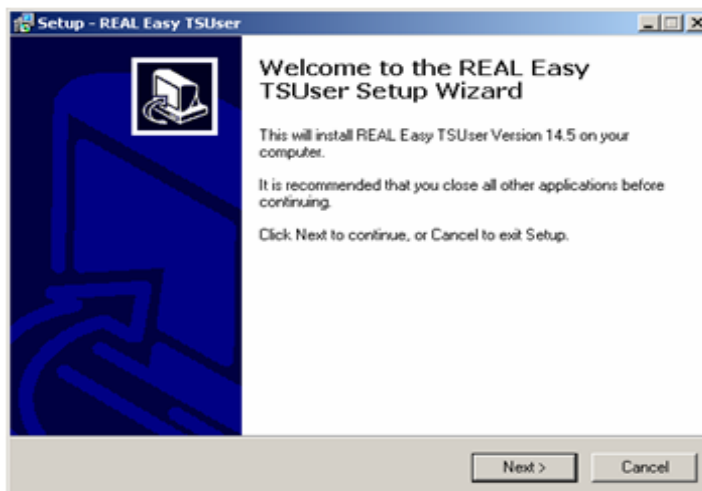 Setup - REAL Easy TSUser
Welcome to the REAL Easy
TSUser Setup Wizard
This will install REAL Easy TSUser Version 14.5 on your
computer.
It is recommended that you close all other applications before
continuing.
Click Next to continue, or Cancel to exit Setup.
Next >
Cancel